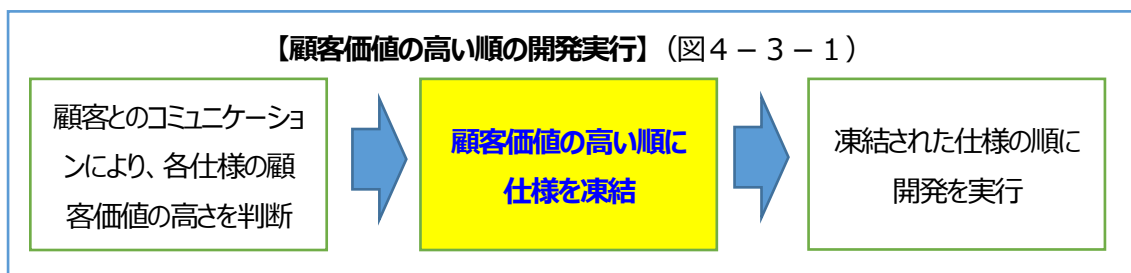 【顧客価値の高い順の開発実行】（図４－３－１）
顧客とのコミュニケーショ
ンにより、各仕様の顧
客価値の高さを判断
顧客価値の高い順に
仕様を凍結
凍結された仕様の順に
開発を実行